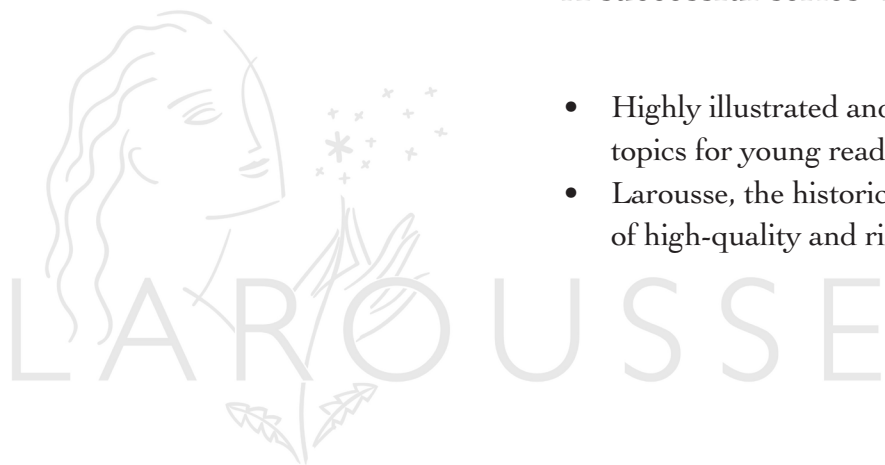 • Highly illustrated and
topics for young read
• Larousse, the historic
of high-quality and ri
LAROUSSE